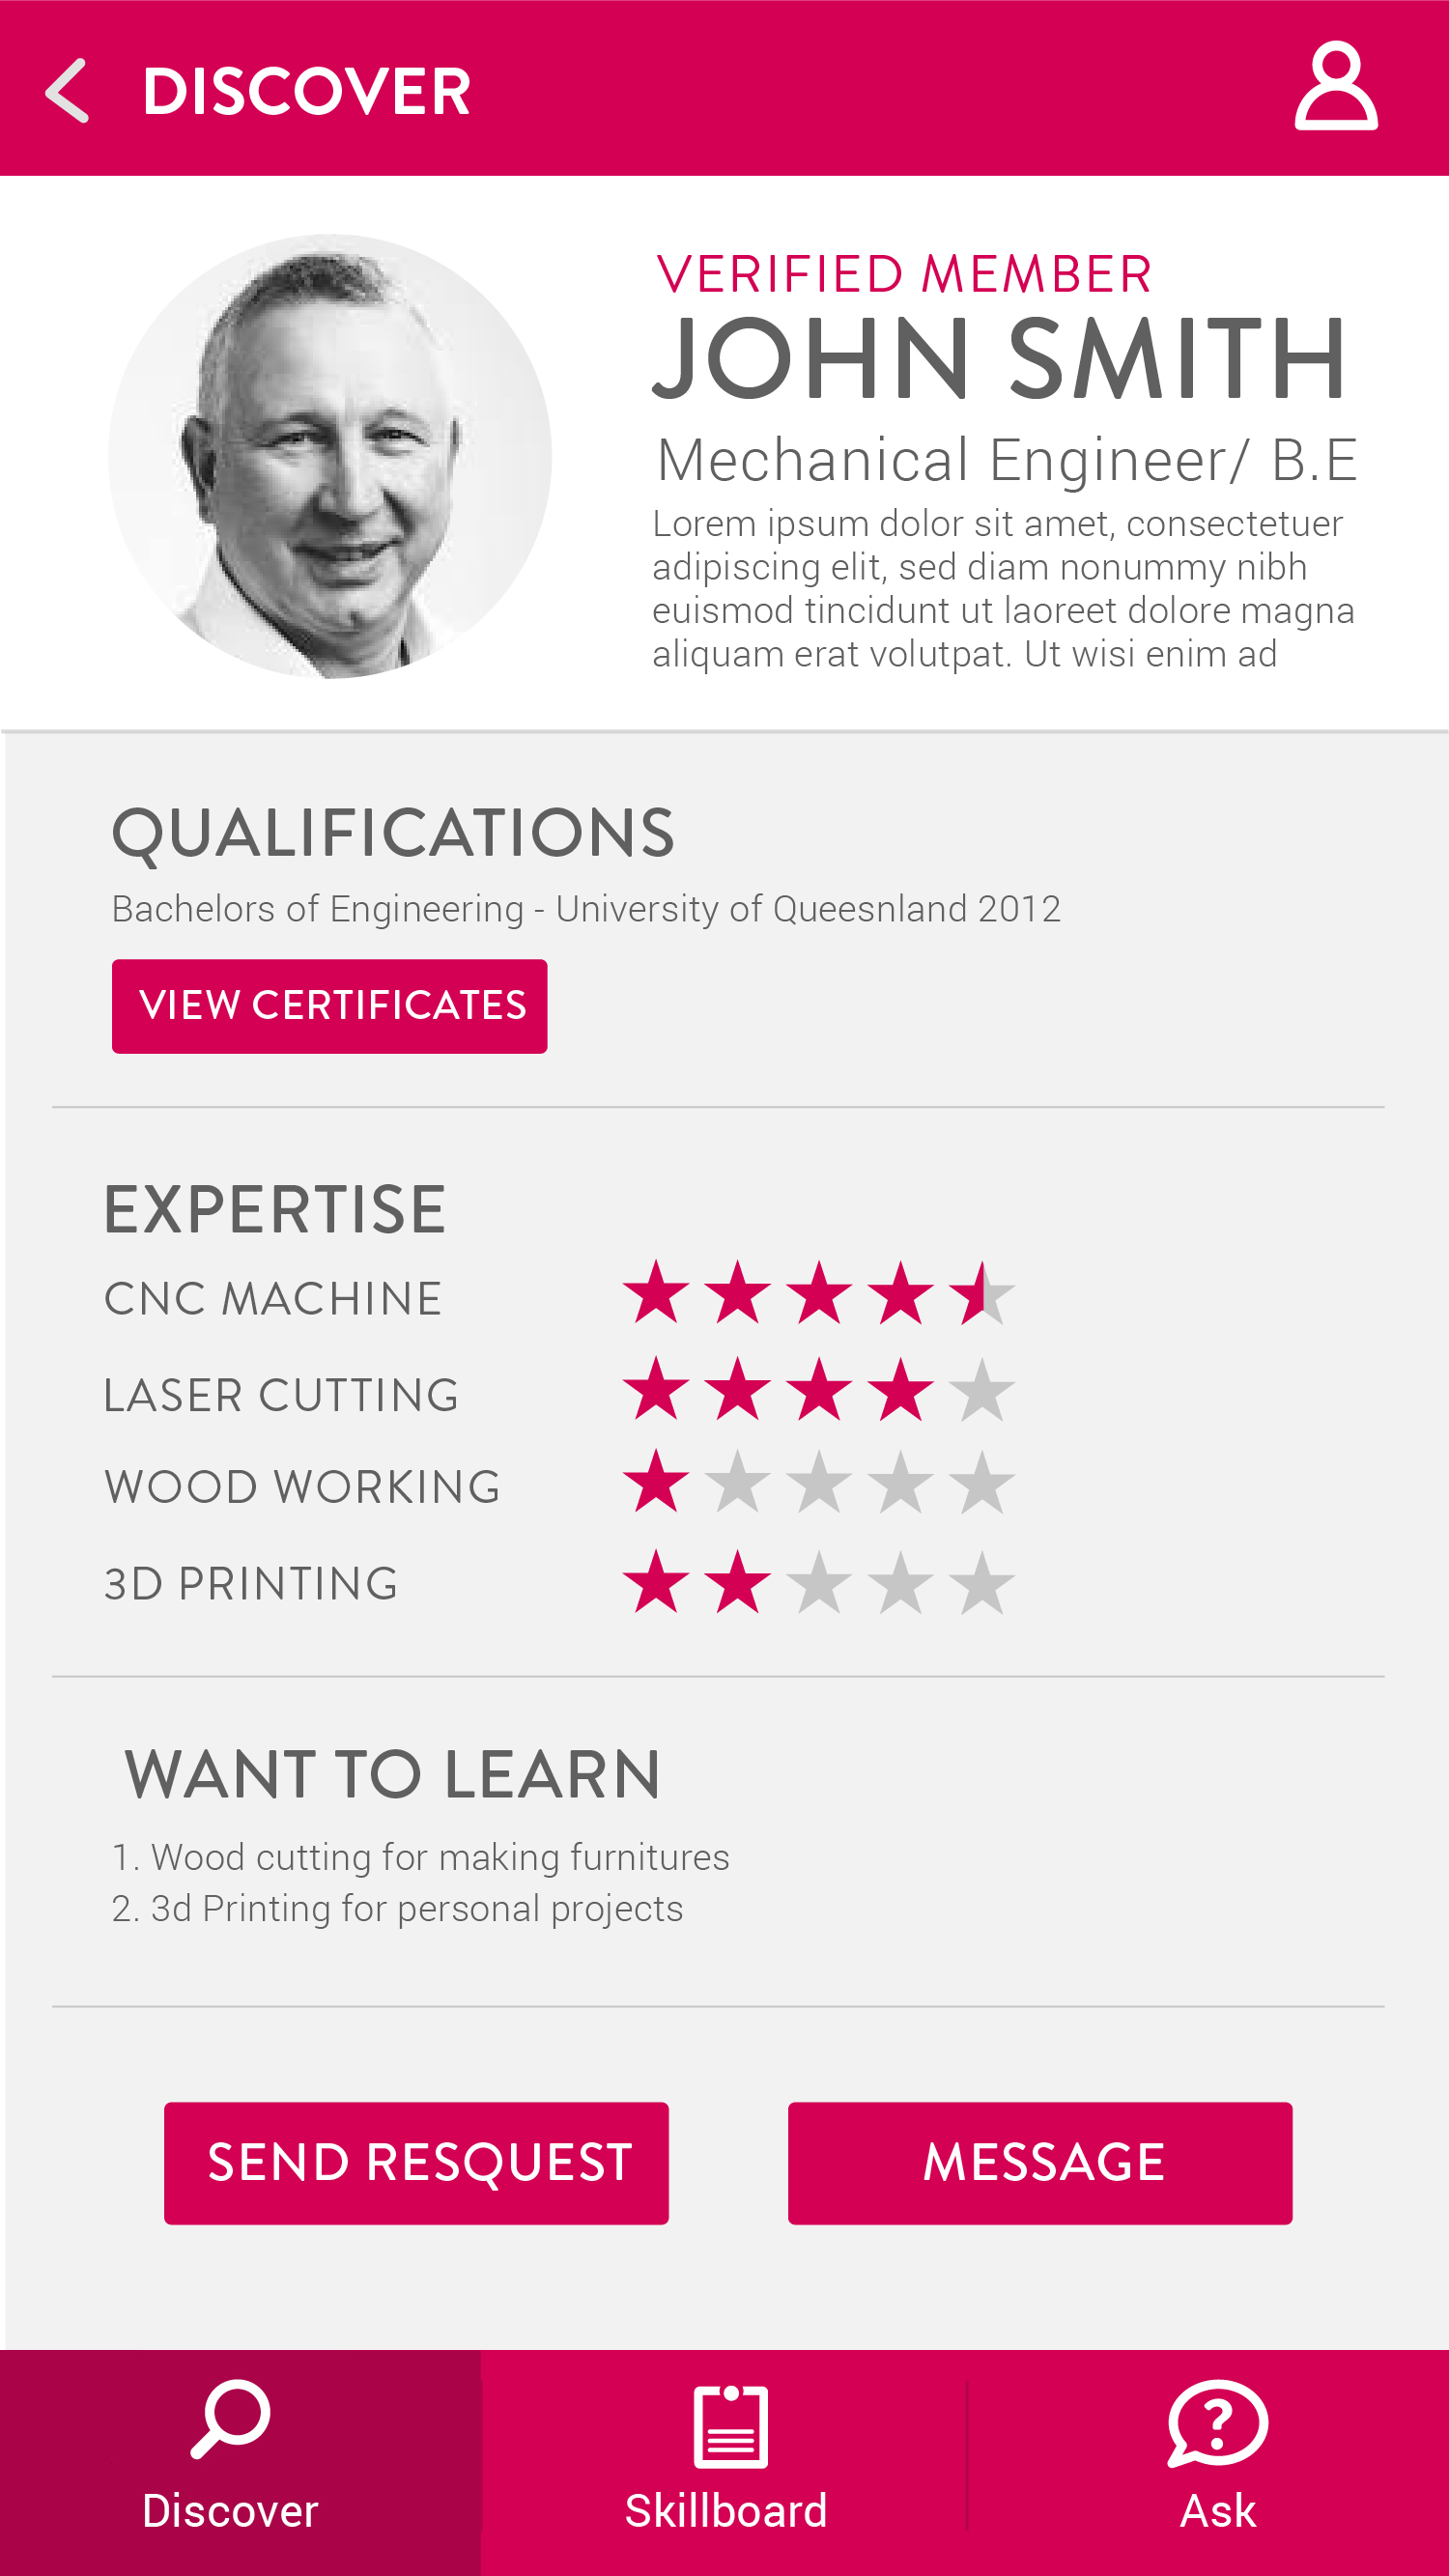 DISCOVER
VERIFIED MEMBER
JOHN SMITH
Mechanical Engineer/ B.E
Lorem ipsum dolor sit amet, consectetuer
adipiscing elit, sed diam nonummy nibh
euismod tincidunt ut laoreet dolore magna
aliquam erat volutpat. Ut wisi enim ad
QUALIFICATIONS
Bachelors of Engineering - University of Queesnland 2012
VIEW CERTIFICATES
EXPERTISE
CNC MACHINE
LASER CUTTING
WOOD WORKING
3D PRINTING
WANT TO LEARN
1. Wood cutting for making furnitures
2. 3d Printing for personal projects
SEND RESQUEST
MESSAGE
Discover
Skillboard
?
Ask